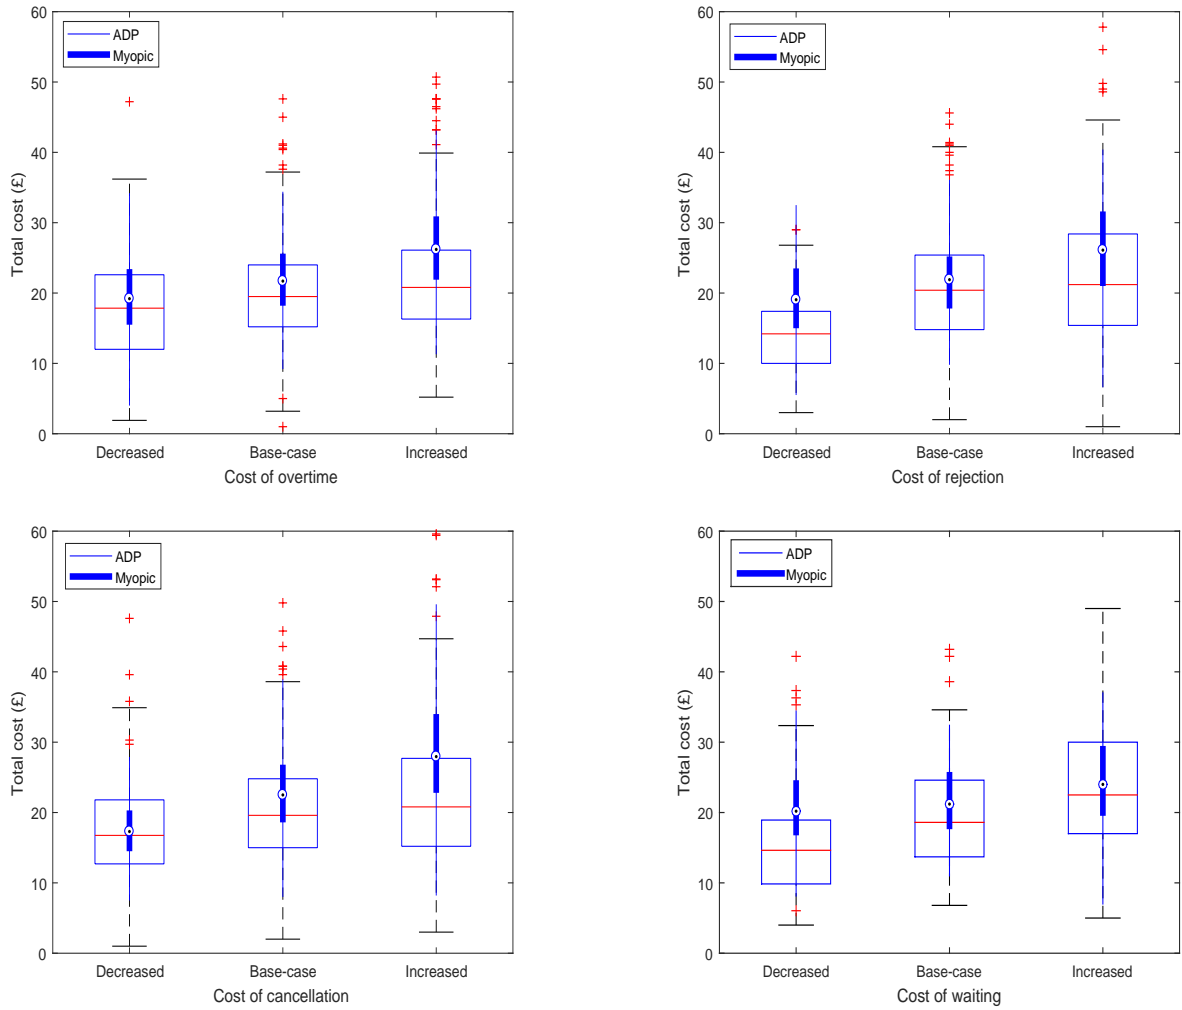 60
50
40
30
20
10
0
Total cost (£)
ADP
Myopic
Decreased Base-case Increased
Cost of overtime
60
50
40
30
20
10
0
Total cost (£)
ADP
Myopic
Decreased Base-case Increased
Cost of rejection
60
50
40
30
20
10
0
Total cost (£)
ADP
Myopic
Decreased Base-case Increased
Cost of cancellation
60
50
40
30
20
10
0
Total cost (£)
ADP
Myopic
Decreased Base-case Increased
Cost of waiting